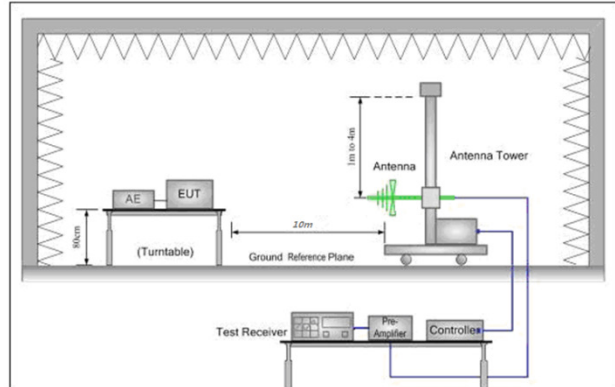 1m to 4m
Antenna
Antenna Tower
AE
EUT
80cm
10m
(Turntable)
Ground Reference Plane
Test Receiver
Pre-
Amplifier
Controller